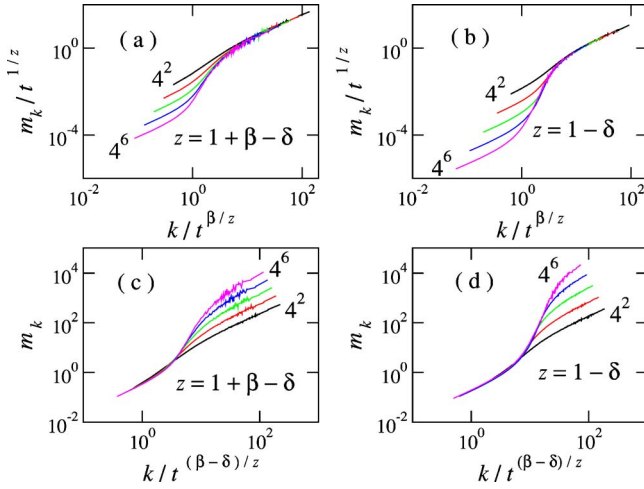 ( a )
m_k / t^{1/z}
10^0
10^{-4}
4^2
4^6
z = 1 + β − δ
10^{-2} 10^0 10^2
k / t^{β/z}
( b )
m_k / t^{1/z}
10^0
10^{-4}
4^2
4^6
z = 1 − δ
10^{-2} 10^0 10^2
k / t^{β/z}
( c )
m_k
10^4
10^2
10^0
10^{-2}
4^6
4^2
z = 1 + β − δ
10^0 10^2
k / t^{(β−δ)/z}
( d )
m_k
10^4
10^2
10^0
10^{-2}
4^6
4^2
z = 1 − δ
10^0 10^2
k / t^{(β−δ)/z}